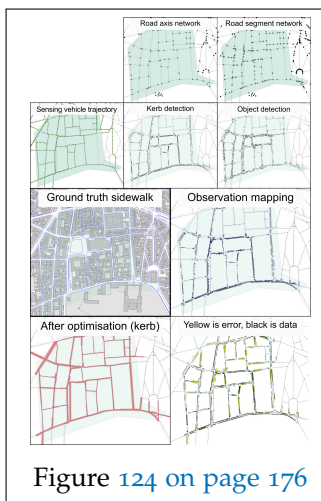 Road axis network
Road segment network
Sensing vehicle trajectory
Kerb detection
Object detection
Ground truth sidewalk
Observation mapping
After optimisation (kerb)
Yellow is error, black is data
Figure 124 on page 176